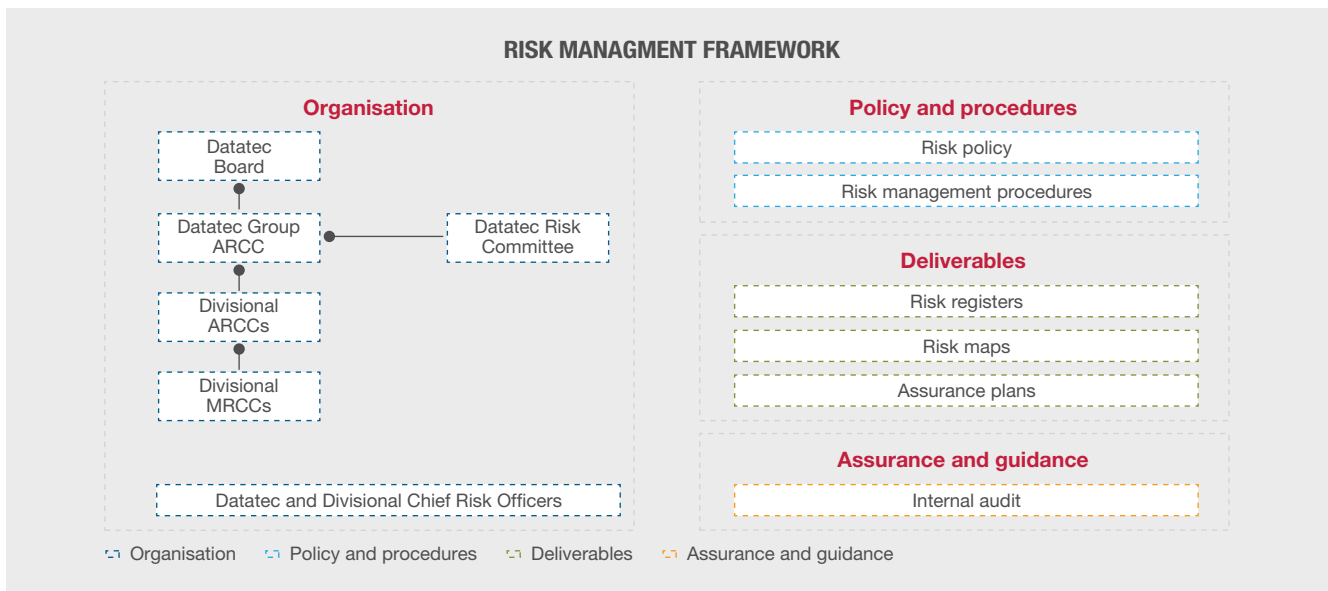 RISK MANAGMENT FRAMEWORK
Organisation
Datatec
Board
Datatec Group
ARCC
Datatec Risk
Committee
Divisional
ARCCs
Divisional
MRCCs
Datatec and Divisional Chief Risk Officers
Policy and procedures
Risk policy
Risk management procedures
Deliverables
Risk registers
Risk maps
Assurance plans
Assurance and guidance
Internal audit
Organisation
Policy and procedures
Deliverables
Assurance and guidance